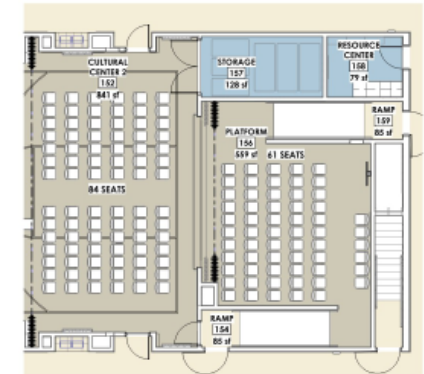 CULTURAL
CENTER 2
152
841 sf
84 SEATS
STORAGE
157
128 sf
RESOURCE
CENTER
158
79 sf
RAMP
159
85 sf
PLATFORM
156
559 sf
61 SEATS
RAMP
154
85 sf